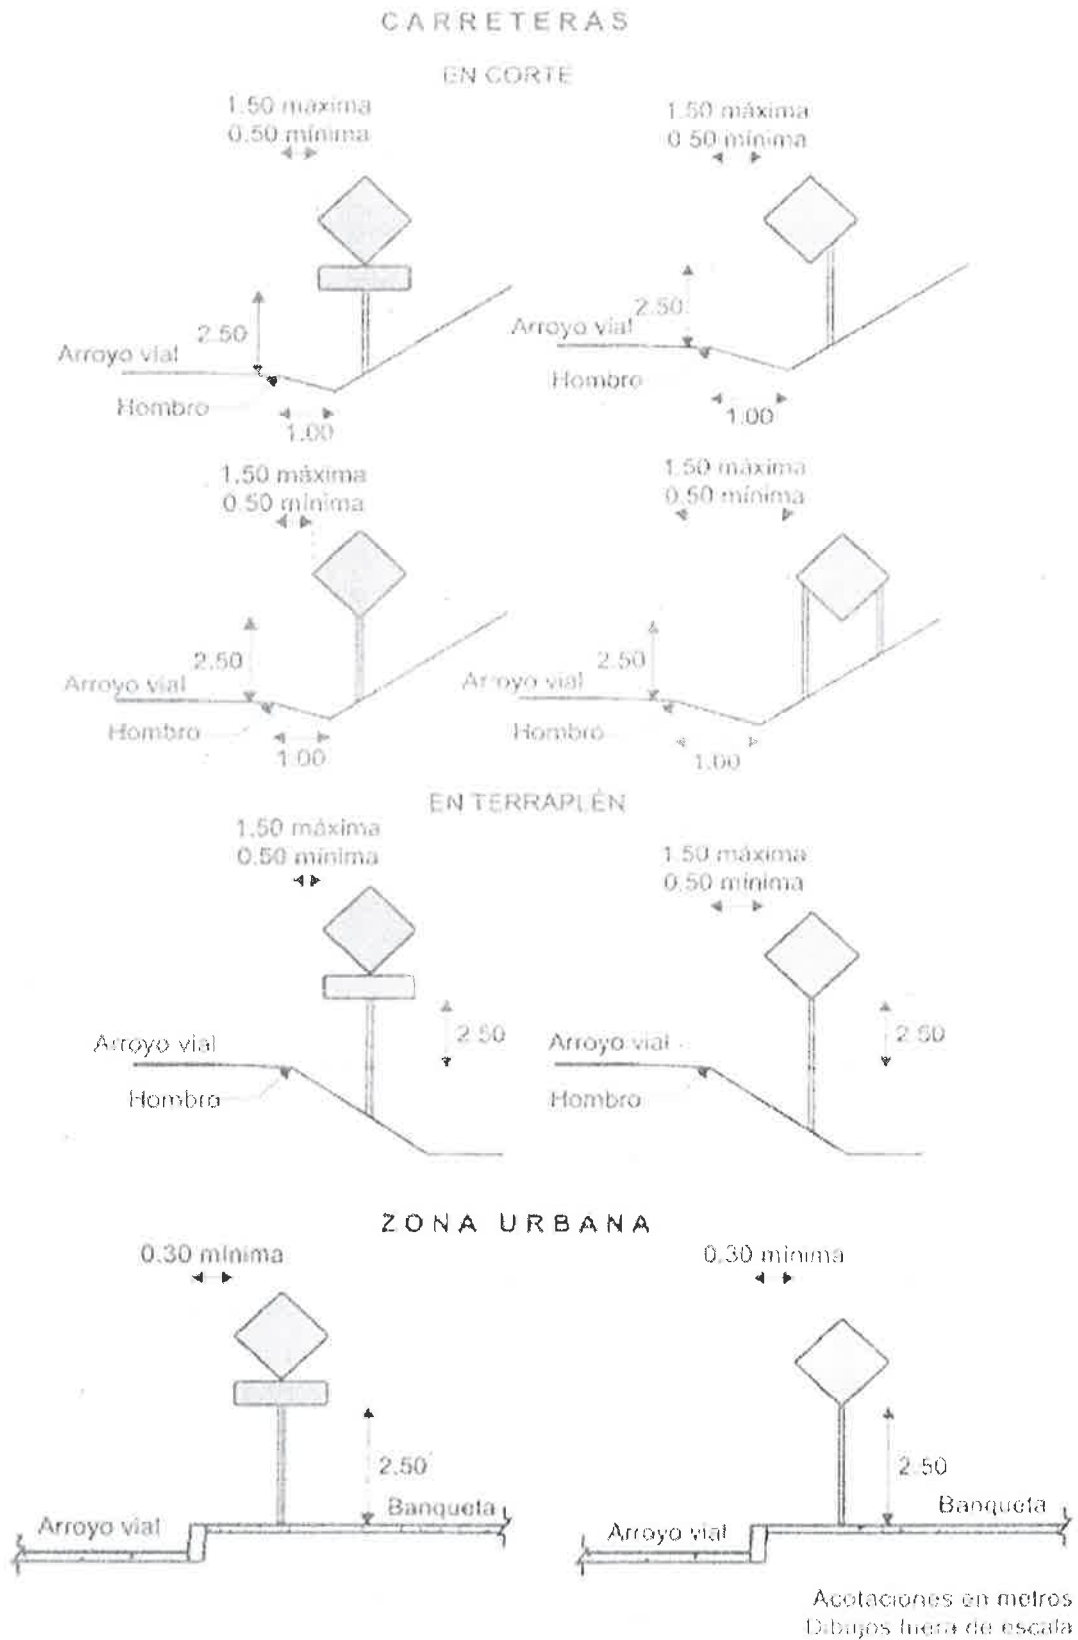 CARRETERAS
EN CORTE
1.50 máxima
0.50 mínima
2.50
Arroyo vial
Hombro
1.00
1.50 máxima
0.50 mínima
2.50
Arroyo vial
Hombro
1.00
1.50 máxima
0.50 mínima
2.50
Arroyo vial
Hombro
1.00
1.50 máxima
0.50 mínima
2.50
Arroyo vial
Hombro
1.00
EN TERRAPLÉN
1.50 máxima
0.50 mínima
2.50
Arroyo vial
Hombro
1.50 máxima
0.50 mínima
2.50
Arroyo vial
Hombro
ZONA URBANA
0.30 mínima
2.50
Banqueta
Arroyo vial
0.30 mínima
2.50
Banqueta
Arroyo vial
Acotaciones en metros
Dibujos fuera de escala